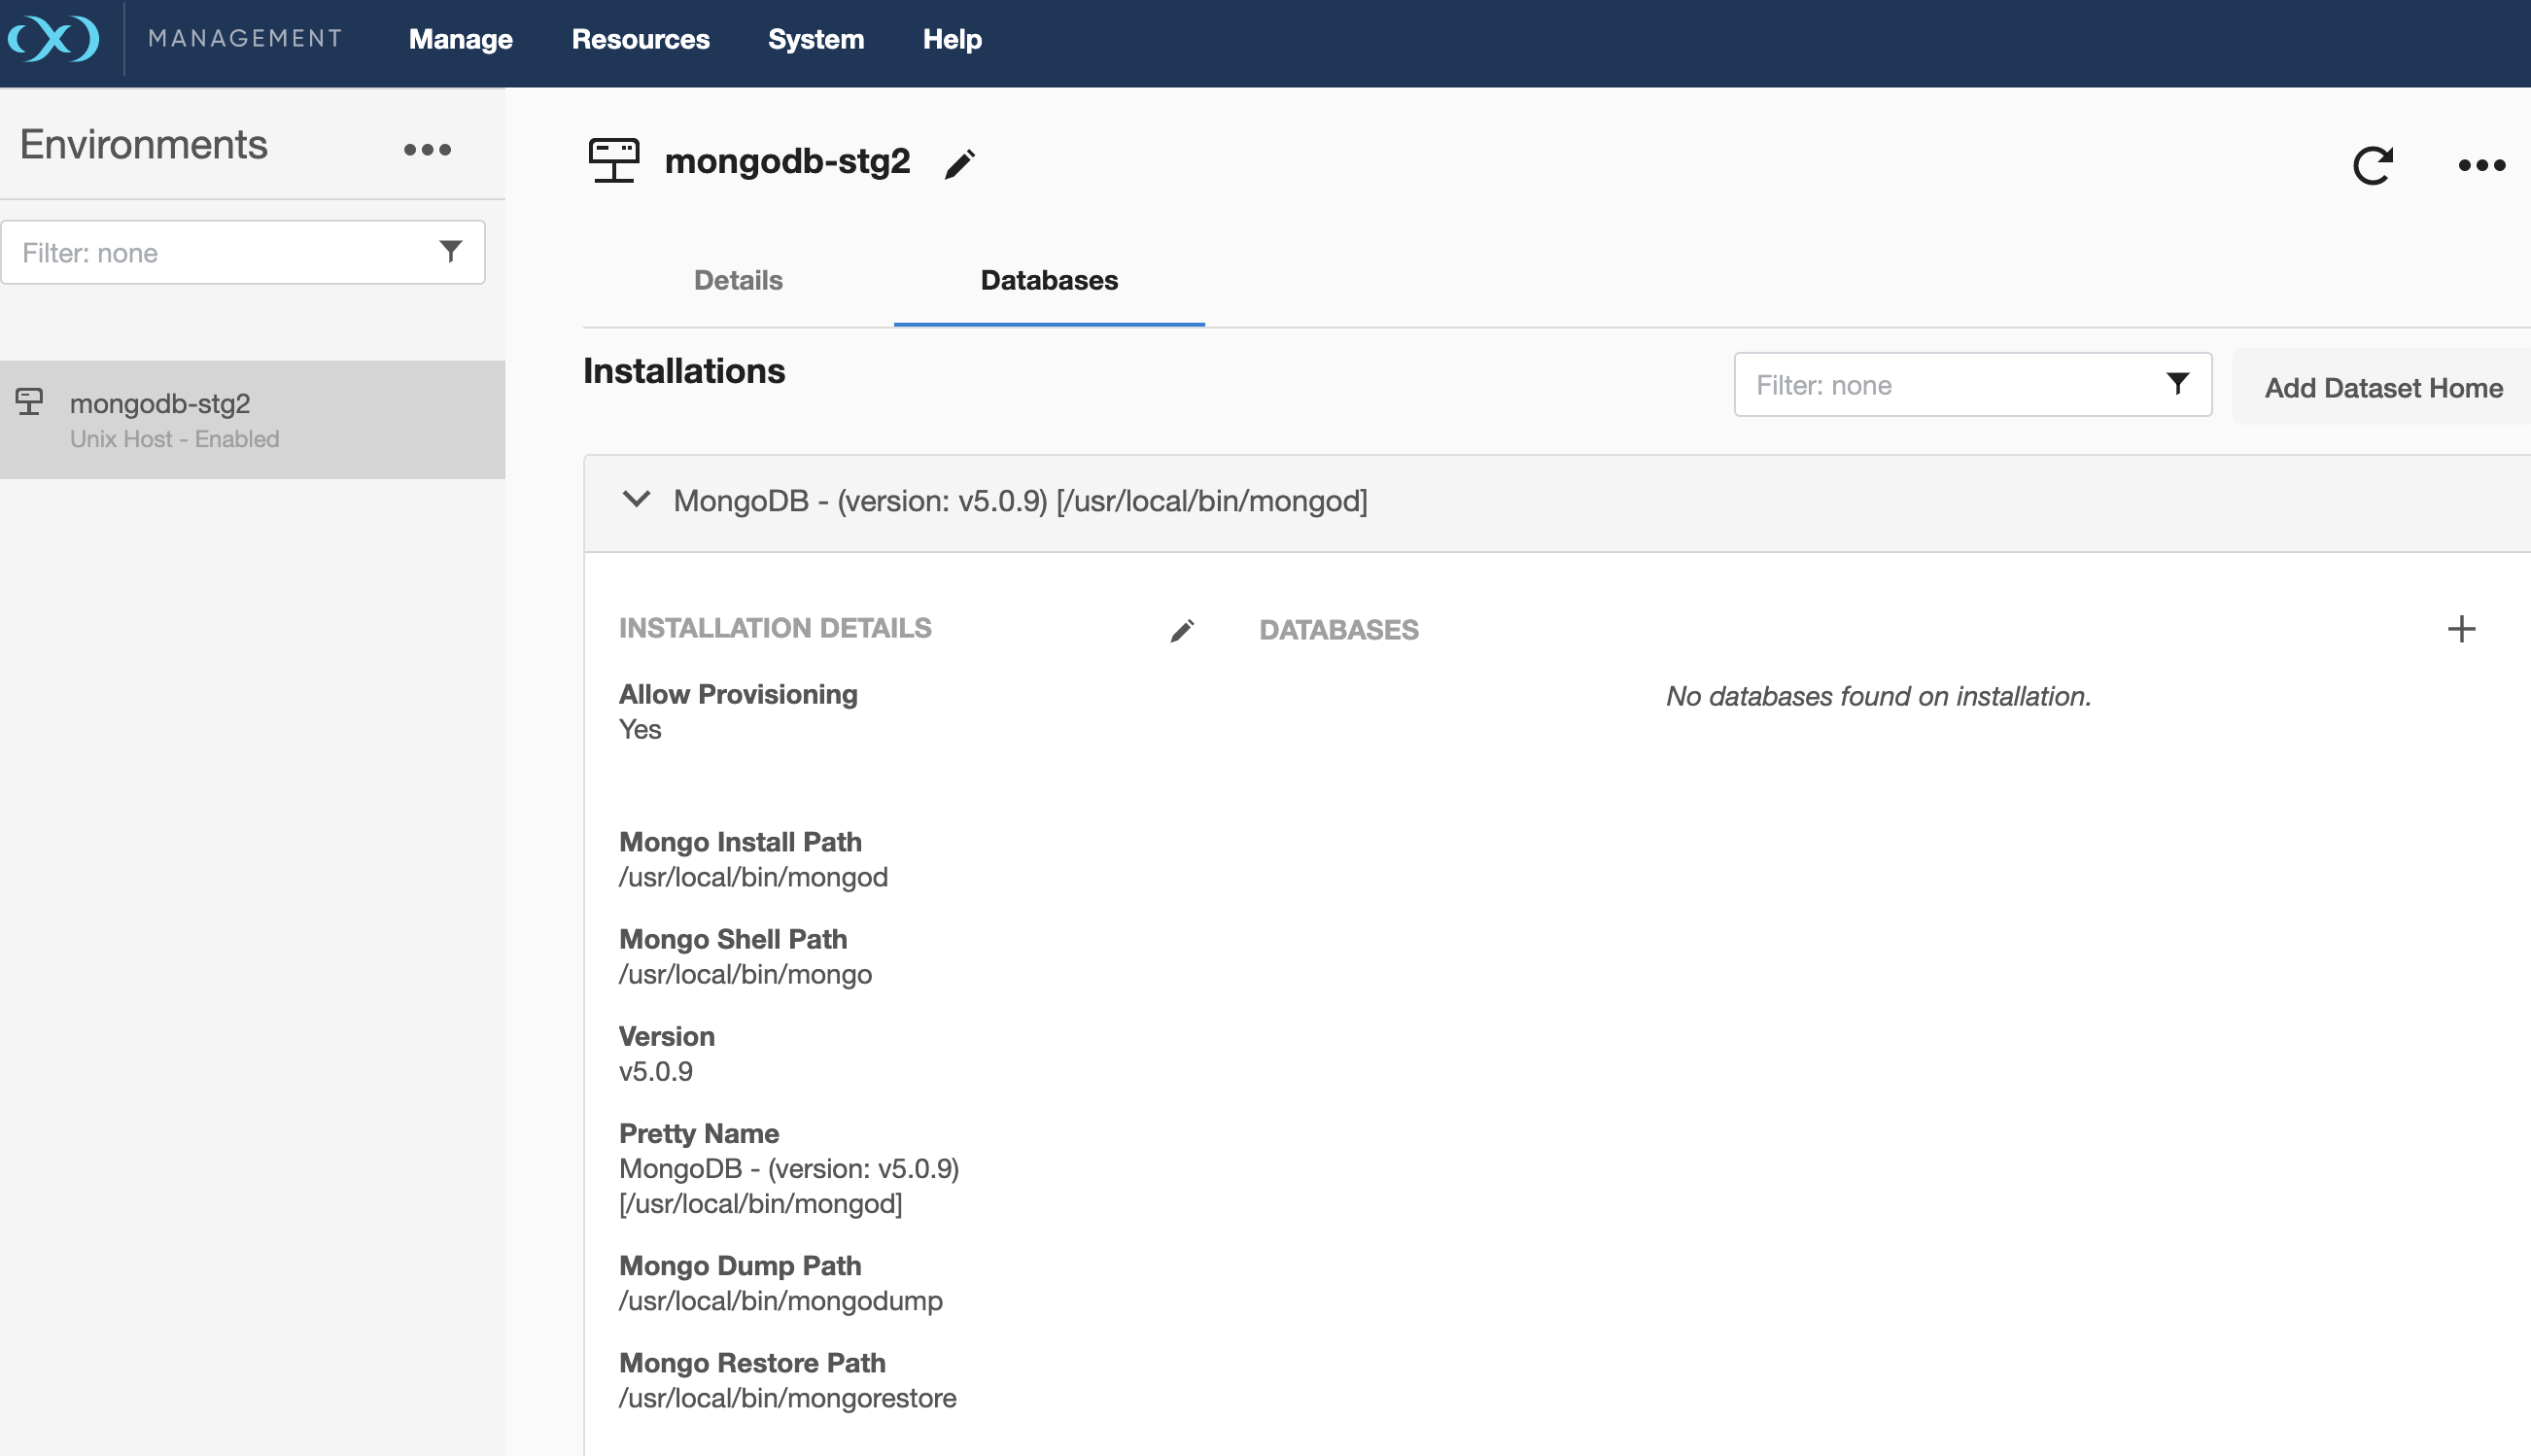 MANAGEMENT
Manage
Resources
System
Help
Environments
Filter: none
mongodb-stg2
Unix Host - Enabled
mongodb-stg2
Details
Databases
Installations
Filter: none
Add Dataset Home
MongoDB - (version: v5.0.9) [/usr/local/bin/mongod]
INSTALLATION DETAILS
Allow Provisioning
Yes
Mongo Install Path
/usr/local/bin/mongod
Mongo Shell Path
/usr/local/bin/mongo
Version
v5.0.9
Pretty Name
MongoDB - (version: v5.0.9)
[/usr/local/bin/mongod]
Mongo Dump Path
/usr/local/bin/mongodump
Mongo Restore Path
/usr/local/bin/mongorestore
DATABASES
No databases found on installation.